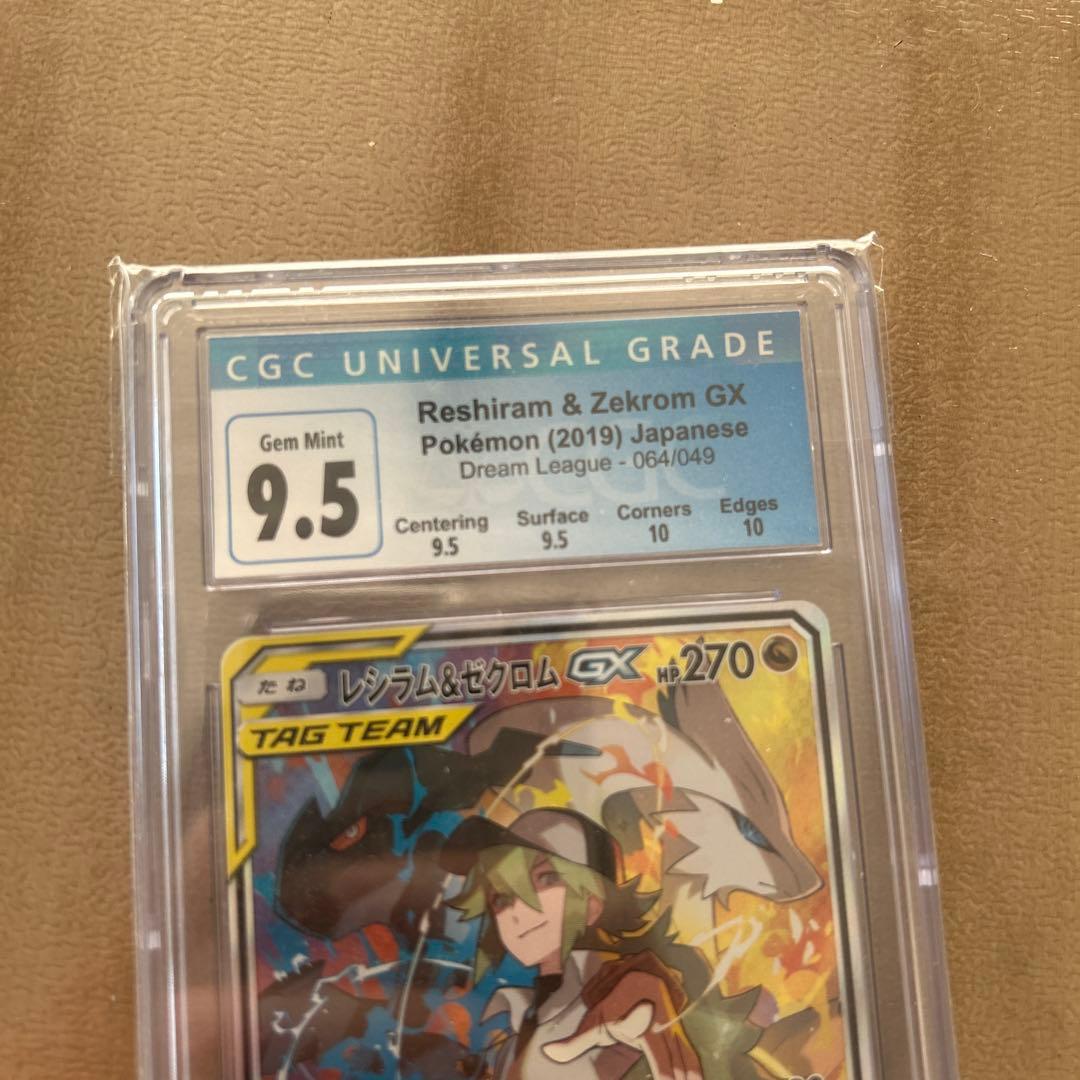 CGC UNIVERSAL GRADE
Gem Mint
9.5
Reshiram & Zekrom GX
Pokémon (2019) Japanese
Dream League - 064/049
Centering Surface Corners Edges
9.5 9.5 10 10
たね レシラム&ゼクロム GX HP 270
TAG TEAM